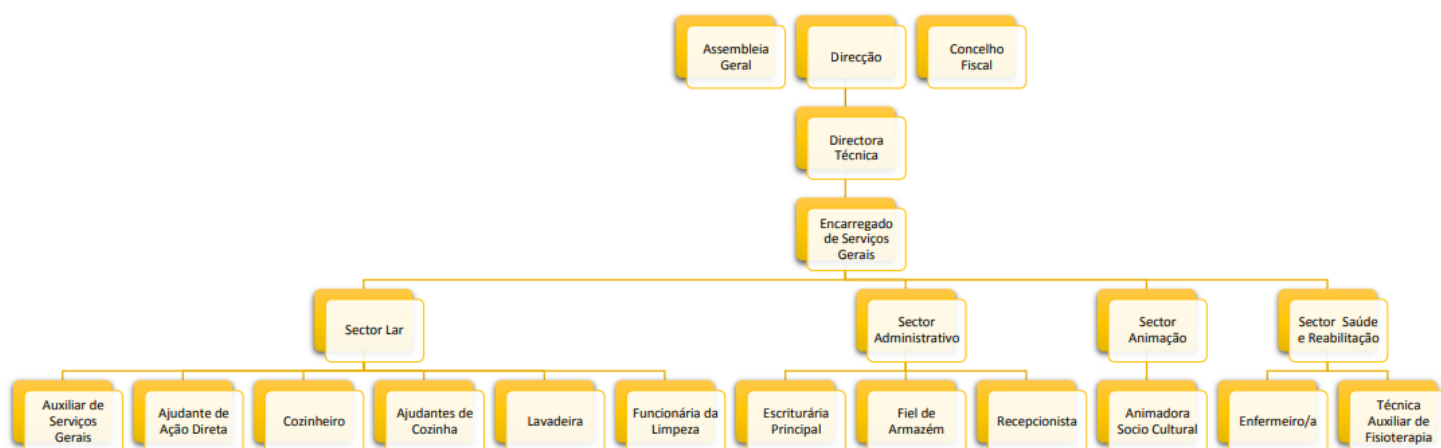 Assembleia
Geral
Direcção
Concelho
Fiscal
Directora
Técnica
Encarregado
de Serviços
Gerais
Sector Lar
Sector
Administrativo
Sector
Animação
Sector Saúde
e Reabilitação
Auxiliar de
Serviços
Gerais
Ajudante de
Ação Direta
Cozinheiro
Ajudantes de
Cozinha
Lavadeira
Funcionária da
Limpeza
Escriturária
Principal
Fiel de
Armazém
Recepcionista
Animadora
Socio Cultural
Enfermeiro/a
Técnica
Auxiliar de
Fisioterapia